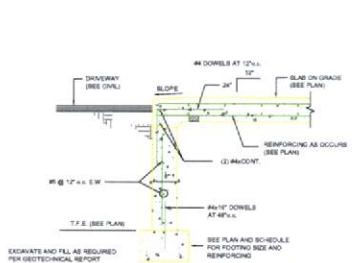 #4 DOWELS AT 12"o.c.
12"
24"
DRIVEWAY
(SEE CIVIL)
SLOPE
SLAB ON GRADE
(SEE PLAN)
REINFORCING AS OCCURS
(SEE PLAN)
(2) #4xCONT.
#5 @ 12" o.c. E.W.
#4x16" DOWELS
AT 48"o.c.
T.F.E. (SEE PLAN)
SEE PLAN AND SCHEDULE
FOR FOOTING SIZE AND
REINFORCING
EXCAVATE AND FILL AS REQUIRED
PER GEOTECHNICAL REPORT